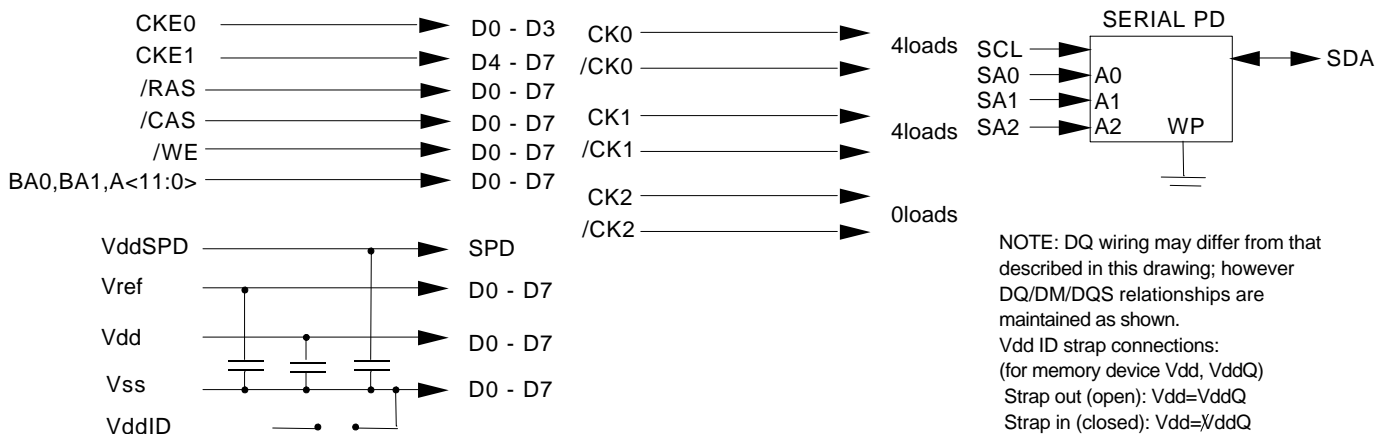 CKE0 D0 - D3
CKE1 D4 - D7
/RAS D0 - D7
/CAS D0 - D7
/WE D0 - D7
BA0,BA1,A<11:0> D0 - D7
VddSPD SPD
Vref D0 - D7
Vdd D0 - D7
Vss D0 - D7
VddID
CK0
4loads
/CK0
CK1
4loads
/CK1
CK2
0loads
/CK2
SERIAL PD
SCL SDA
SA0 A0
SA1 A1
SA2 A2 WP
NOTE: DQ wiring may differ from that
described in this drawing; however
DQ/DM/DQS relationships are
maintained as shown.
Vdd ID strap connections:
(for memory device Vdd, VddQ)
Strap out (open): Vdd=VddQ
Strap in (closed): Vdd=/VddQ